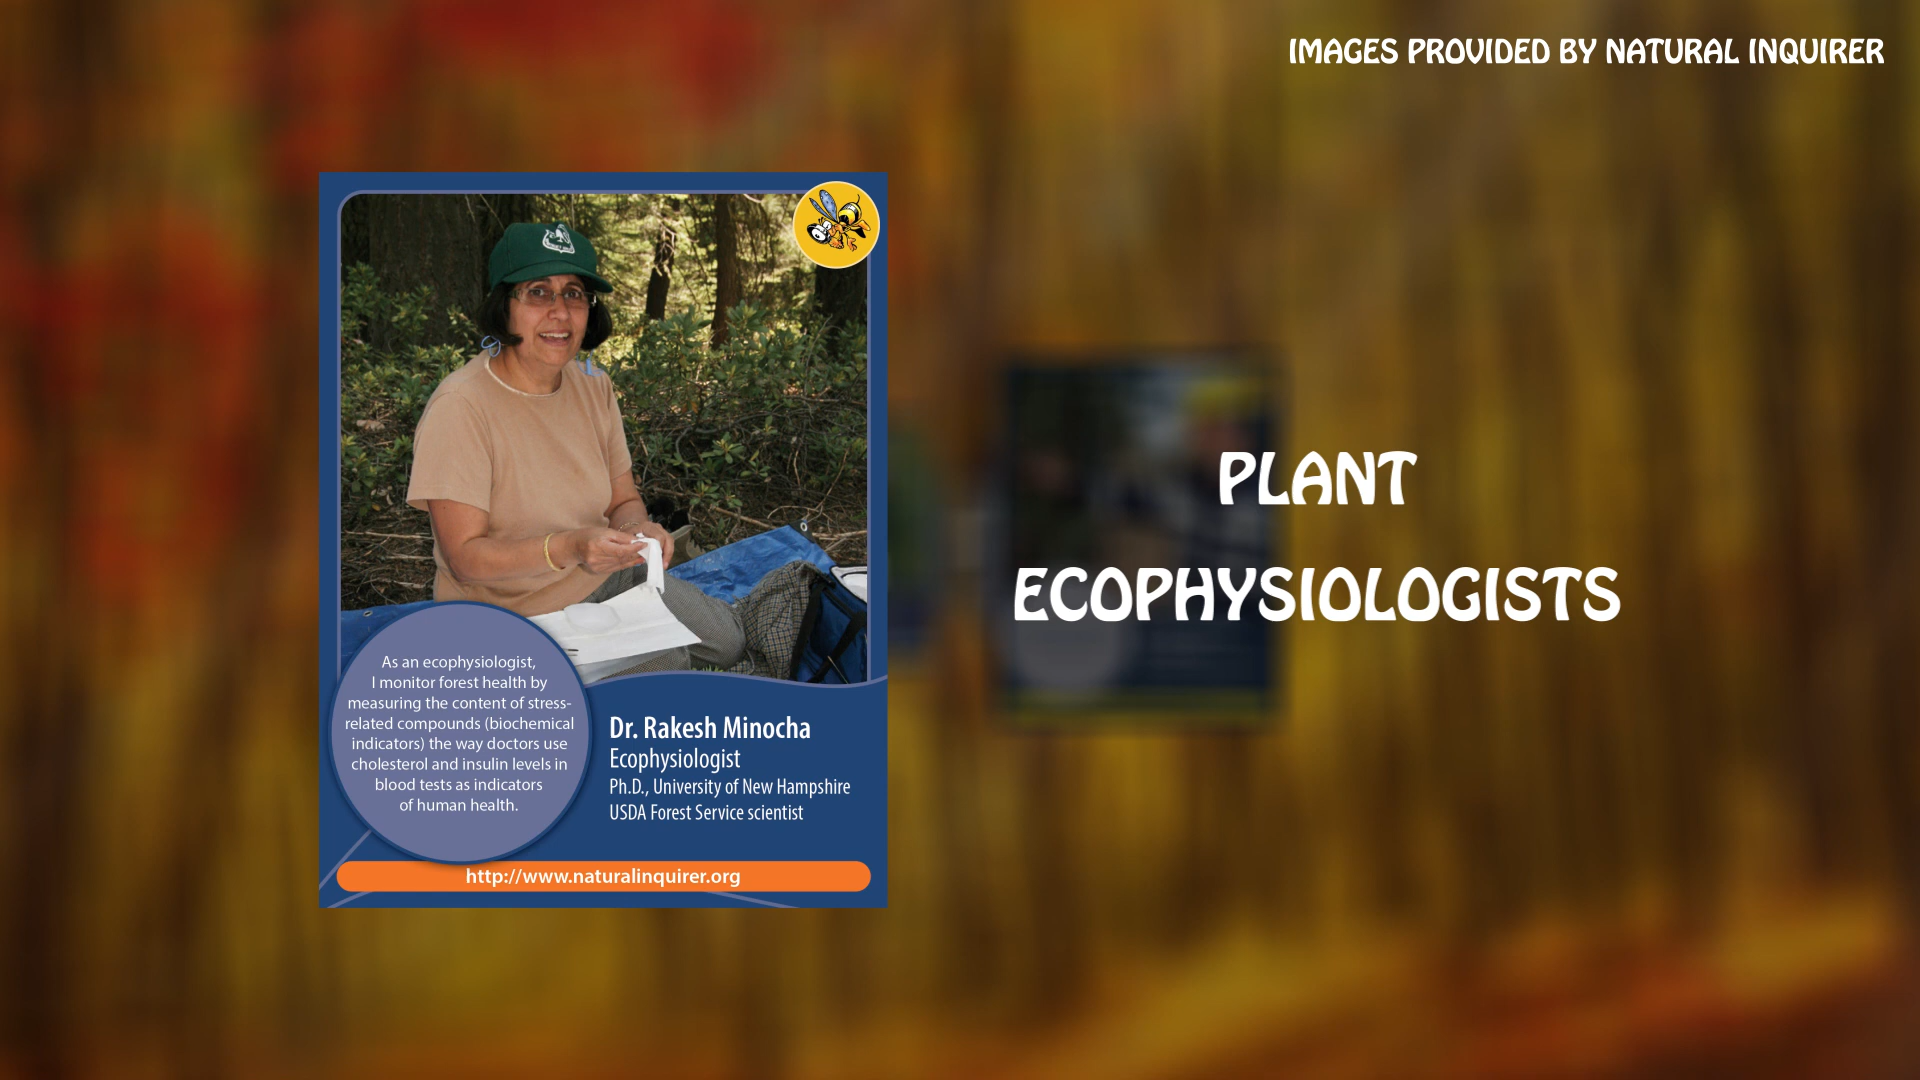 IMAGES PROVIDED BY NATURAL INQUIRER
PLANT
ECOPHYSIOLOGISTS
As an ecophysiologist,
I monitor forest health by
measuring the content of stress-
related compounds (biochemical
indicators) the way doctors use
cholesterol and insulin levels in
blood tests as indicators
of human health.
Dr. Rakesh Minocha
Ecophysiologist
Ph.D., University of New Hampshire
USDA Forest Service scientist
http://www.naturalinquirer.org